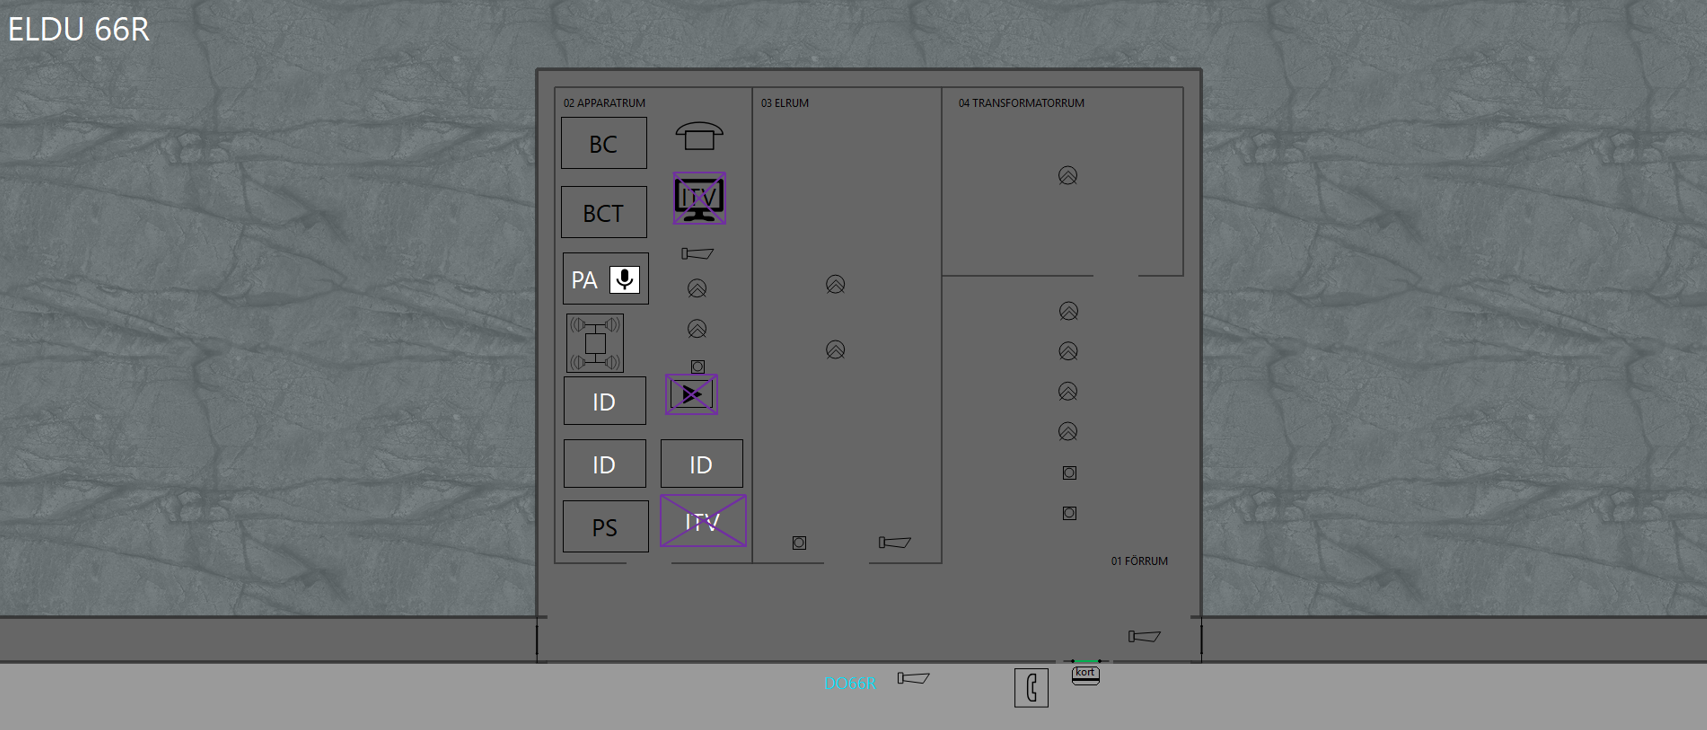 ELDU 66R
02 APPARATRUM
03 ELRUM
04 TRANSFORMATORRUM
BC
ITV
BCT
PA
ID
ID
ID
PS
ITV
01 FÖRRUM
kort
DO66R